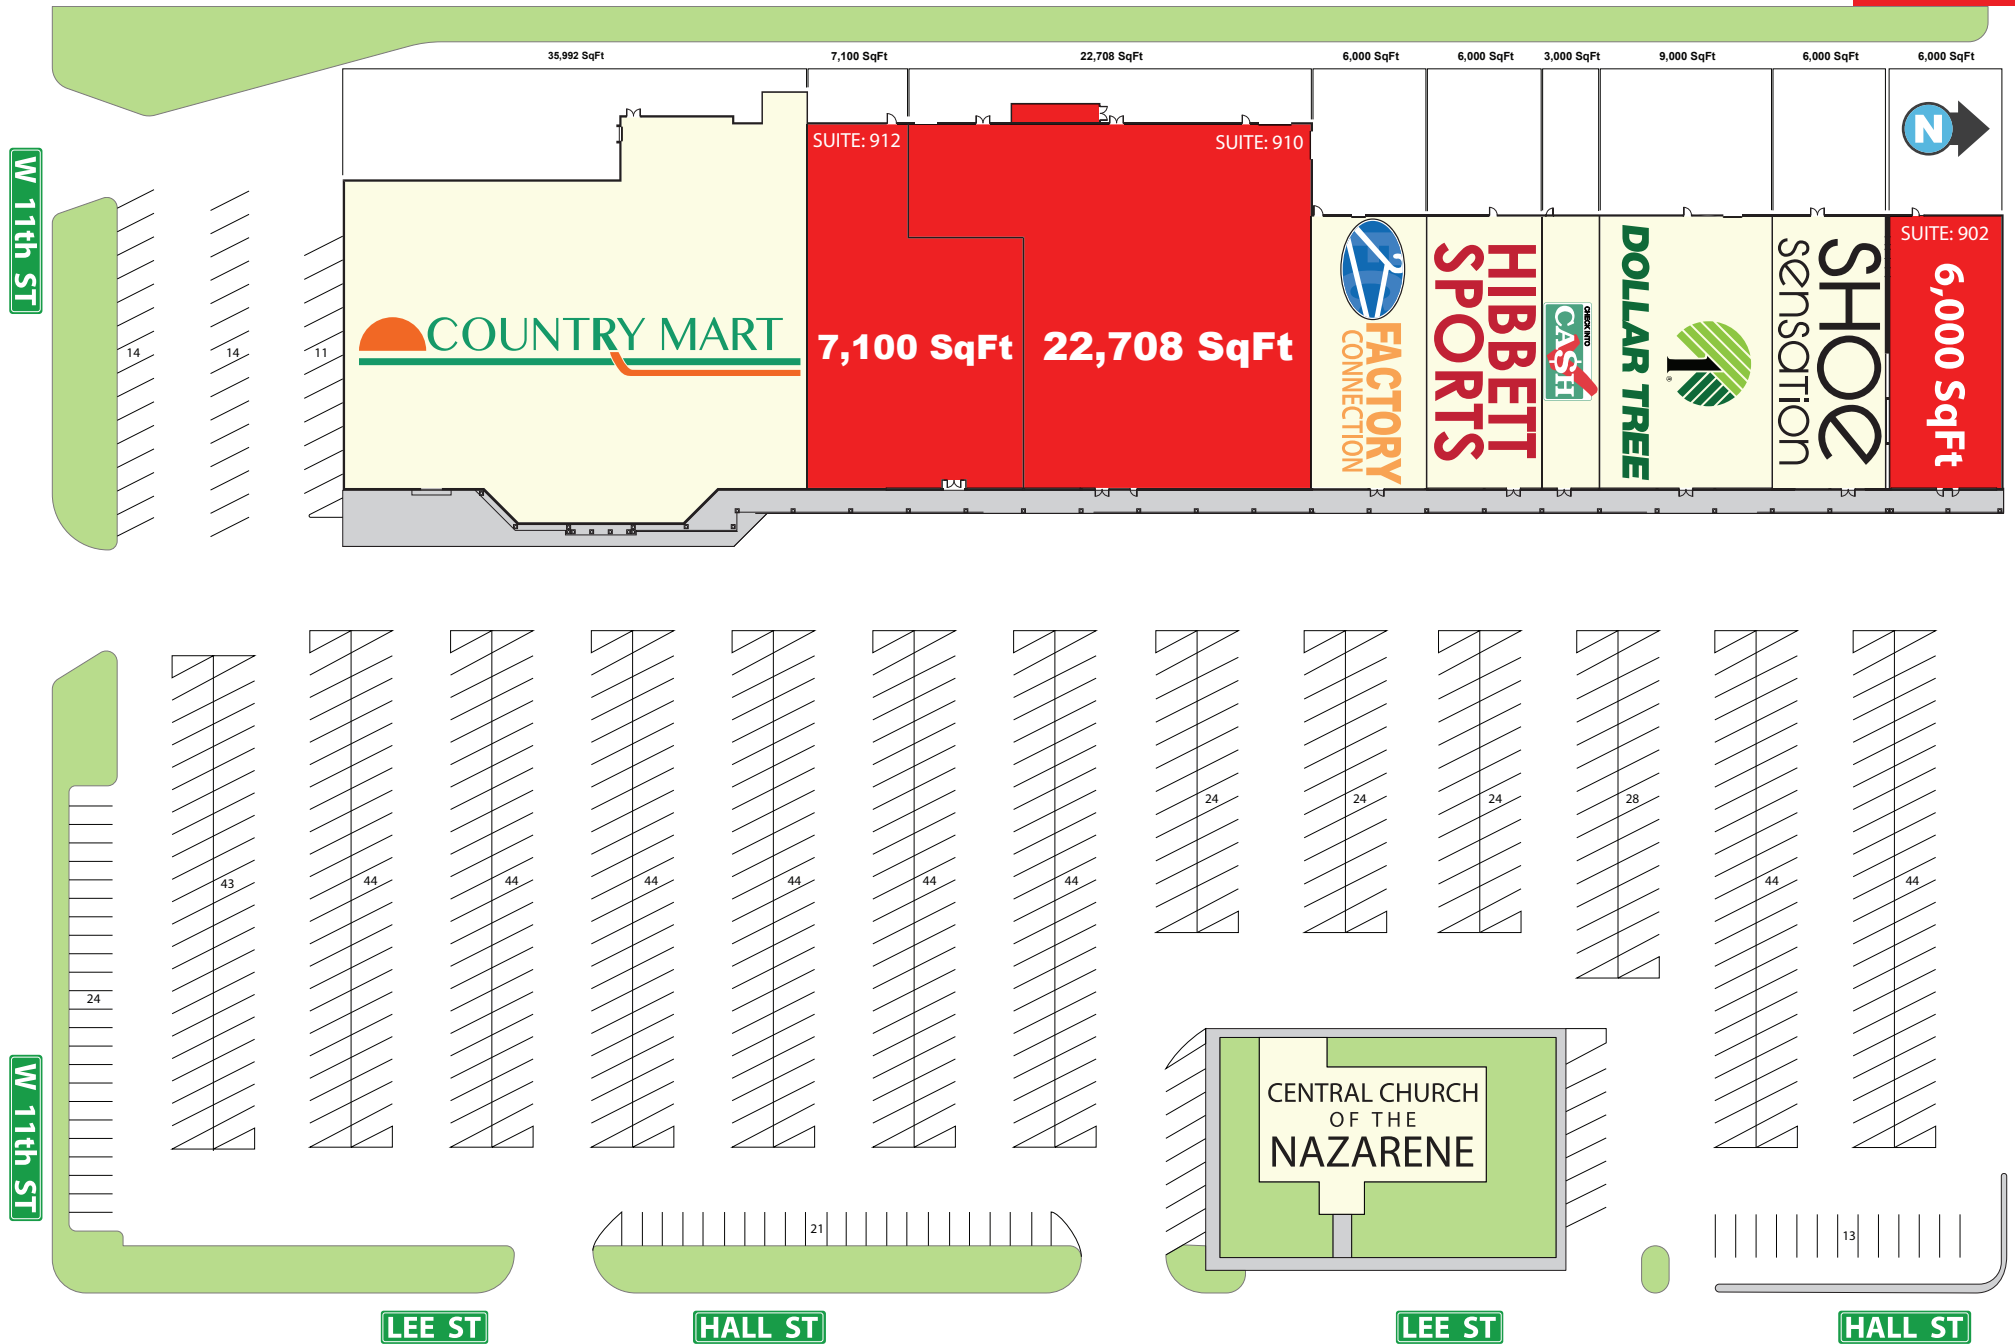 35,992 SqFt
7,100 SqFt
22,708 SqFt
6,000 SqFt
6,000 SqFt
3,000 SqFt
9,000 SqFt
6,000 SqFt
6,000 SqFt
N
W 11th ST
SUITE: 912
SUITE: 910
SUITE: 902
14
14
11
COUNTRY MART
7,100 SqFt
22,708 SqFt
FACTORY
CONNECTION
HIBBETT
SPORTS
CHECK INTO
CA$H
DOLLAR TREE
1
®
SHOe
sensaTion
6,000 SqFt
24
24
24
28
43
44
44
44
44
44
44
44
44
24
W 11th ST
CENTRAL CHURCH
OF THE
NAZARENE
21
13
LEE ST
HALL ST
LEE ST
HALL ST